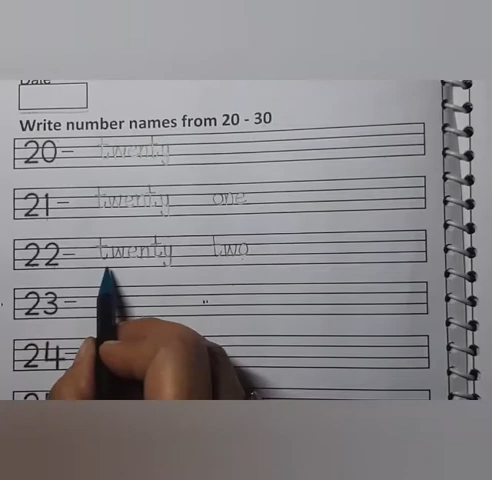 Date
Write number names from 20 - 30
20- twenty
21- twenty one
22- twenty two
23-
24-